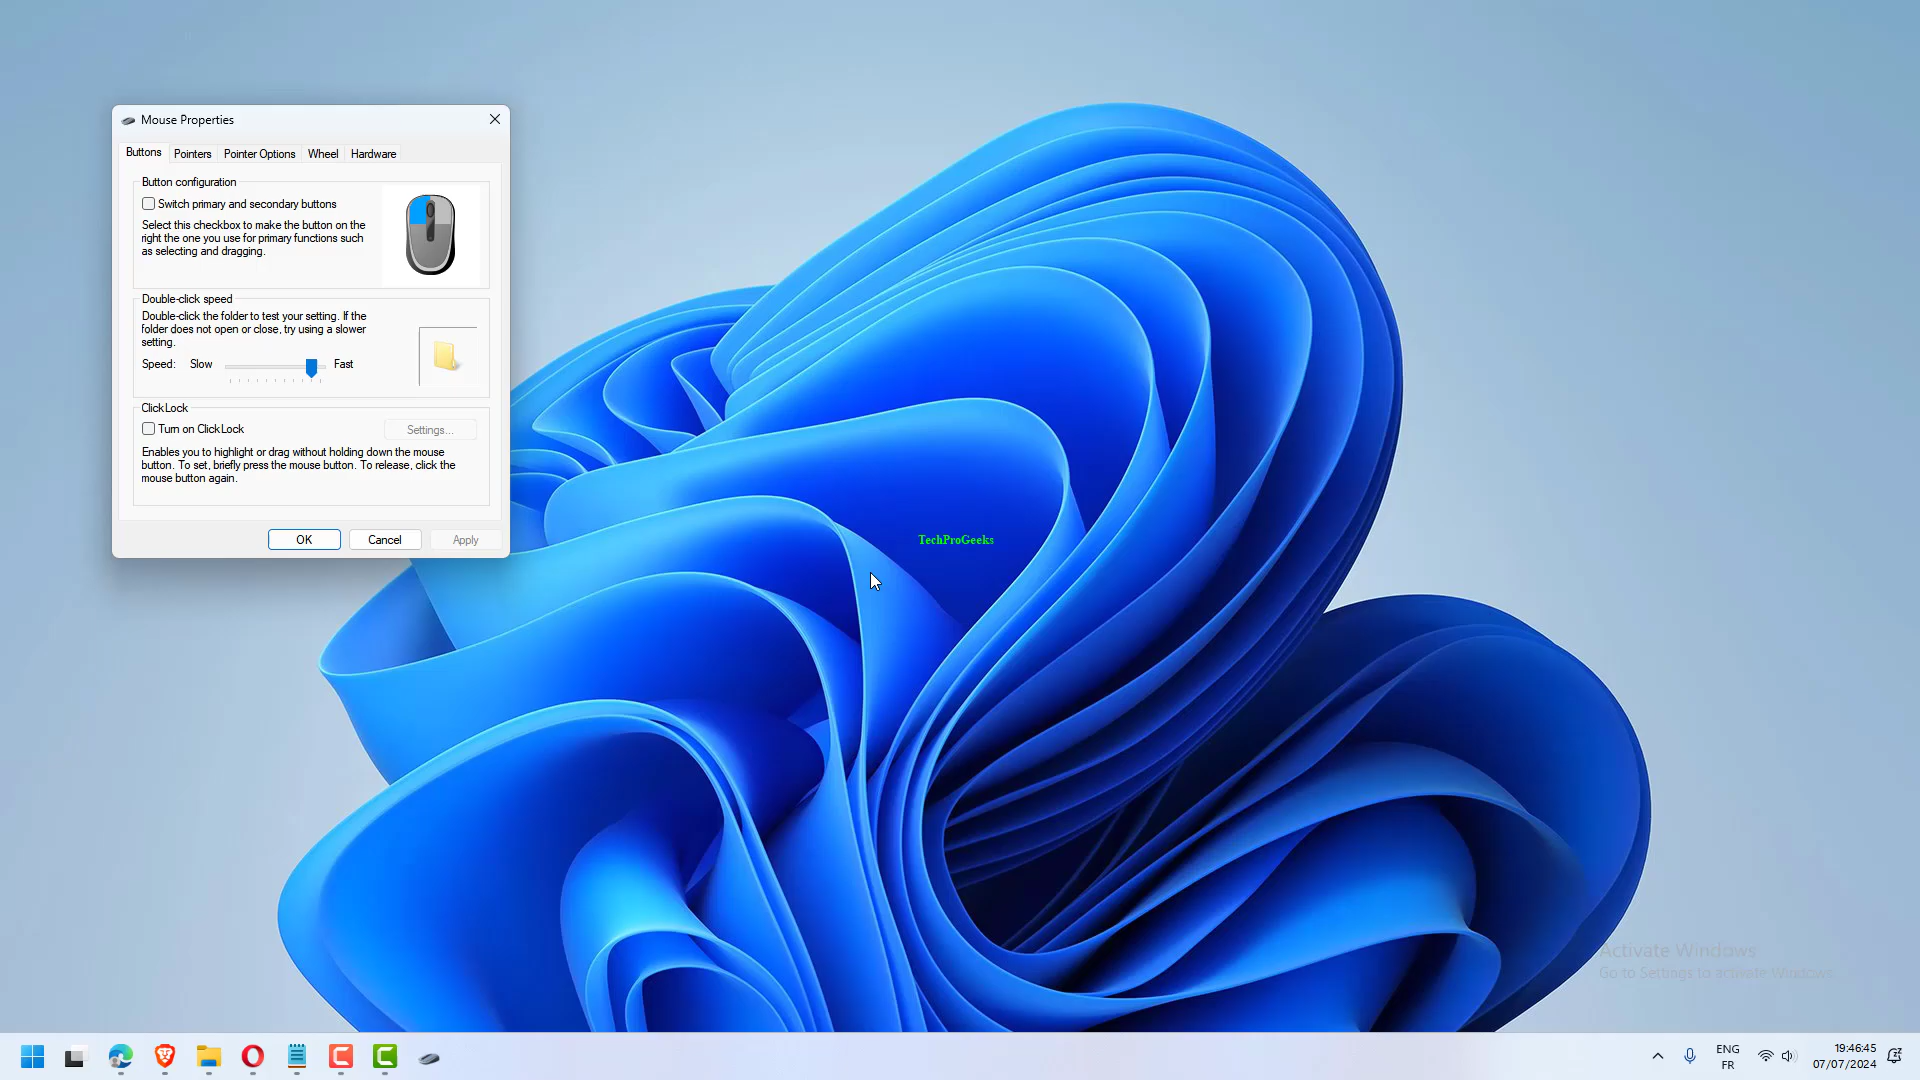 Mouse Properties
Buttons Pointers Pointer Options Wheel Hardware
Button configuration
Switch primary and secondary buttons
Select this checkbox to make the button on the
right the one you use for primary functions such
as selecting and dragging.
Double-click speed
Double-click the folder to test your setting. If the
folder does not open or close, try using a slower
setting.
Speed: Slow Fast
ClickLock
Turn on ClickLock
Settings...
Enables you to highlight or drag without holding down the mouse
button. To set, briefly press the mouse button. To release, click the
mouse button again.
OK Cancel Apply
TechProGeeks
Activate Windows
Go to Settings to activate Windows.
ENG
FR
19:46:45
07/07/2024